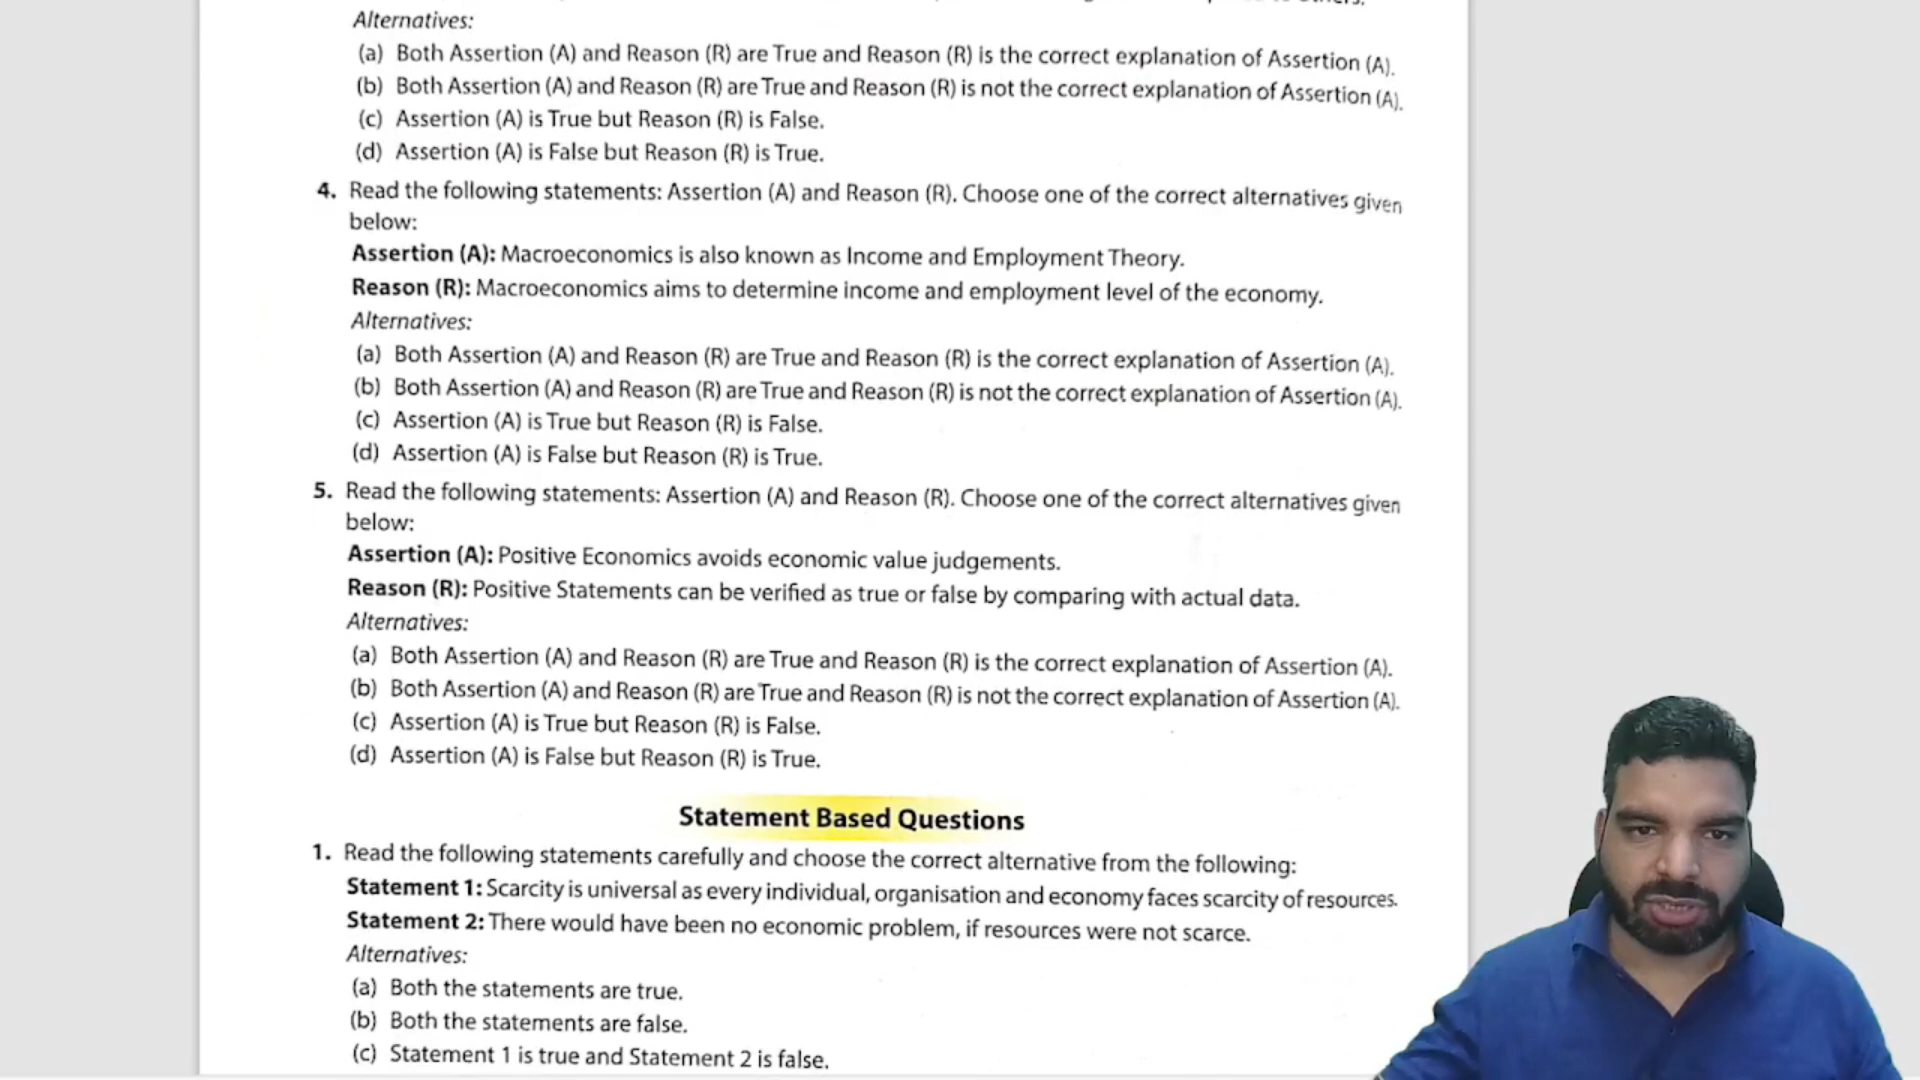 Alternatives:
(a) Both Assertion (A) and Reason (R) are True and Reason (R) is the correct explanation of Assertion (A).
(b) Both Assertion (A) and Reason (R) are True and Reason (R) is not the correct explanation of Assertion (A).
(c) Assertion (A) is True but Reason (R) is False.
(d) Assertion (A) is False but Reason (R) is True.
4. Read the following statements: Assertion (A) and Reason (R). Choose one of the correct alternatives given
below:
Assertion (A): Macroeconomics is also known as Income and Employment Theory.
Reason (R): Macroeconomics aims to determine income and employment level of the economy.
Alternatives:
(a) Both Assertion (A) and Reason (R) are True and Reason (R) is the correct explanation of Assertion (A).
(b) Both Assertion (A) and Reason (R) are True and Reason (R) is not the correct explanation of Assertion (A).
(c) Assertion (A) is True but Reason (R) is False.
(d) Assertion (A) is False but Reason (R) is True.
5. Read the following statements: Assertion (A) and Reason (R). Choose one of the correct alternatives given
below:
Assertion (A): Positive Economics avoids economic value judgements.
Reason (R): Positive Statements can be verified as true or false by comparing with actual data.
Alternatives:
(a) Both Assertion (A) and Reason (R) are True and Reason (R) is the correct explanation of Assertion (A).
(b) Both Assertion (A) and Reason (R) are True and Reason (R) is not the correct explanation of Assertion (A).
(c) Assertion (A) is True but Reason (R) is False.
(d) Assertion (A) is False but Reason (R) is True.
Statement Based Questions
1. Read the following statements carefully and choose the correct alternative from the following:
Statement 1: Scarcity is universal as every individual, organisation and economy faces scarcity of resources.
Statement 2: There would have been no economic problem, if resources were not scarce.
Alternatives:
(a) Both the statements are true.
(b) Both the statements are false.
(c) Statement 1 is true and Statement 2 is false.